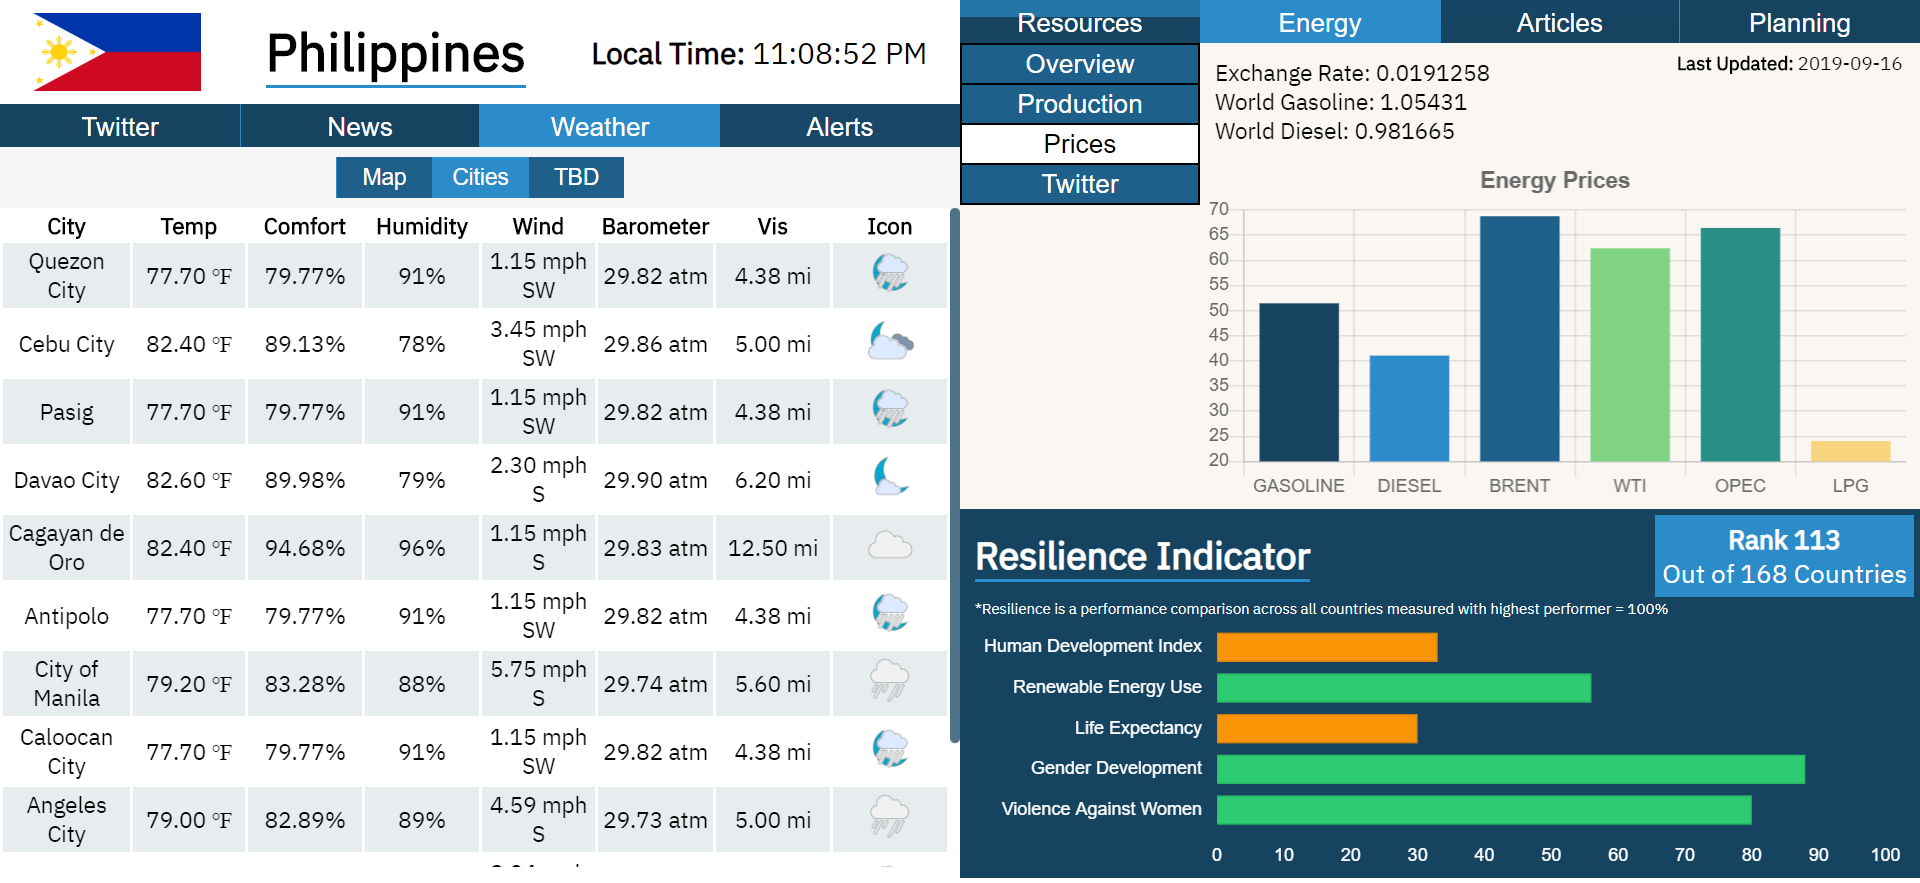 Philippines
Local Time: 11:08:52 PM
Twitter News Weather Alerts
Map Cities TBD
City Temp Comfort Humidity Wind Barometer Vis Icon
Quezon City 77.70 °F 79.77% 91% 1.15 mph SW 29.82 atm 4.38 mi
Cebu City 82.40 °F 89.13% 78% 3.45 mph SW 29.86 atm 5.00 mi
Pasig 77.70 °F 79.77% 91% 1.15 mph SW 29.82 atm 4.38 mi
Davao City 82.60 °F 89.98% 79% 2.30 mph S 29.90 atm 6.20 mi
Cagayan de Oro 82.40 °F 94.68% 96% 1.15 mph S 29.83 atm 12.50 mi
Antipolo 77.70 °F 79.77% 91% 1.15 mph SW 29.82 atm 4.38 mi
City of Manila 79.20 °F 83.28% 88% 5.75 mph S 29.74 atm 5.60 mi
Caloocan City 77.70 °F 79.77% 91% 1.15 mph SW 29.82 atm 4.38 mi
Angeles City 79.00 °F 82.89% 89% 4.59 mph S 29.73 atm 5.00 mi
Resources Energy Articles Planning
Overview
Production
Prices
Twitter
Exchange Rate: 0.0191258
World Gasoline: 1.05431
World Diesel: 0.981665
Last Updated: 2019-09-16
Energy Prices
70
65
60
55
50
45
40
35
30
25
20
GASOLINE DIESEL BRENT WTI OPEC LPG
Resilience Indicator
Rank 113
Out of 168 Countries
*Resilience is a performance comparison across all countries measured with highest performer = 100%
Human Development Index
Renewable Energy Use
Life Expectancy
Gender Development
Violence Against Women
0 10 20 30 40 50 60 70 80 90 100